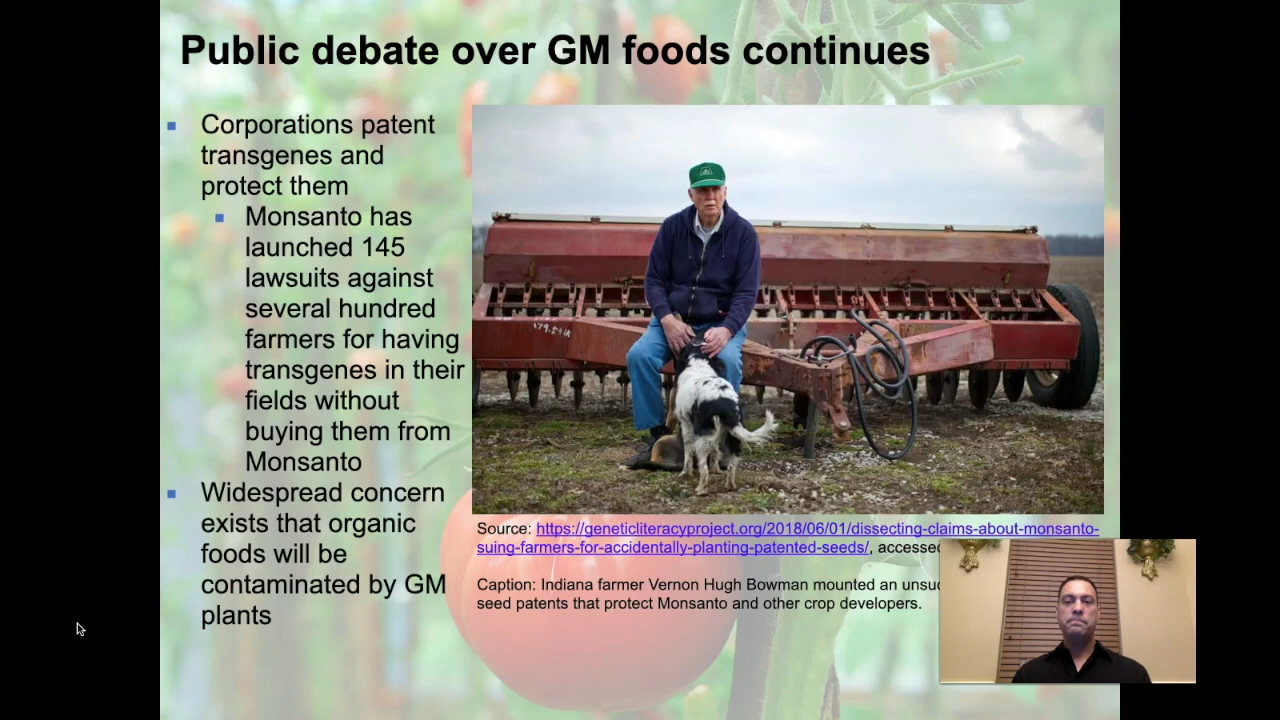 Public debate over GM foods continues
Corporations patent
transgenes and
protect them
Monsanto has
launched 145
lawsuits against
several hundred
farmers for having
transgenes in their
fields without
buying them from
Monsanto
Widespread concern
exists that organic
foods will be
contaminated by GM
plants
Source: https://geneticliteracyproject.org/2018/06/01/dissecting-claims-about-monsanto-
suing-farmers-for-accidentally-planting-patented-seeds/, accessed
Caption: Indiana farmer Vernon Hugh Bowman mounted an
seed patents that protect Monsanto and other crop developers.